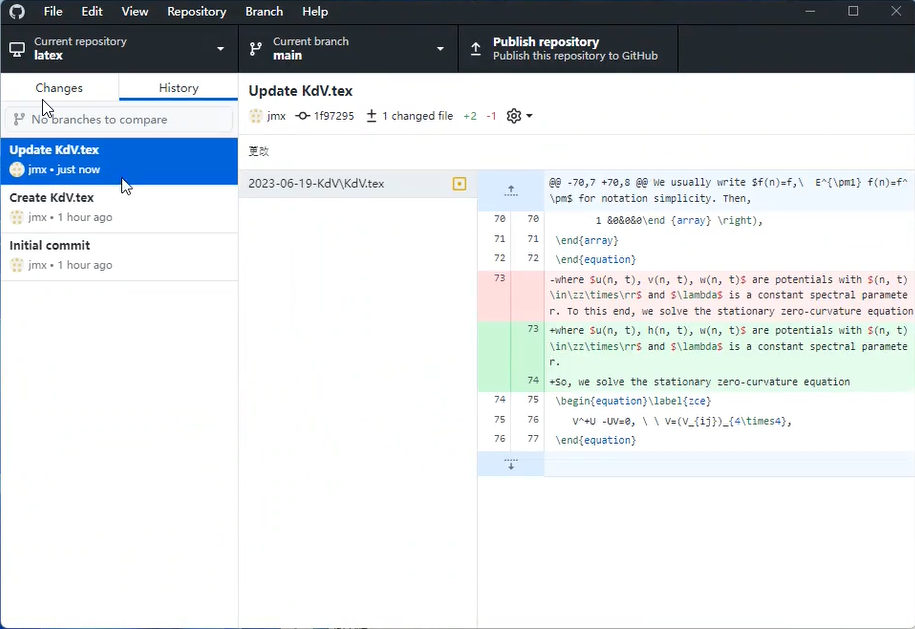 File Edit View Repository Branch Help
Current repository
latex
Current branch
main
Publish repository
Publish this repository to GitHub
Changes
History
No branches to compare
Update KdV.tex
jmx • just now
Create KdV.tex
jmx • 1 hour ago
Initial commit
jmx • 1 hour ago
Update KdV.tex
jmx 1f97295 1 changed file +2 -1
更改
2023-06-19-KdV\KdV.tex
@@ -70,7 +70,8 @@ We usually write $f(n)=f,\ E^{\pm1} f(n)=f^
\pm$ for notation simplicity. Then,
70 70 1 &0&0&0\end {array} \right),
71 71 \end{array}
72 72 \end{equation}
73 -where $u(n, t), v(n, t), w(n, t)$ are potentials with $(n, t)
\in\zz\times\rr$ and $\lambda$ is a constant spectral paramete
r. To this end, we solve the stationary zero-curvature equation
73 +where $u(n, t), h(n, t), w(n, t)$ are potentials with $(n, t)
\in\zz\times\rr$ and $\lambda$ is a constant spectral paramete
r.
74 +So, we solve the stationary zero-curvature equation
74 75 \begin{equation}\label{zce}
75 76 V^+U -UV=0, \ \ V=(V_{ij})_{4\times4},
76 77 \end{equation}